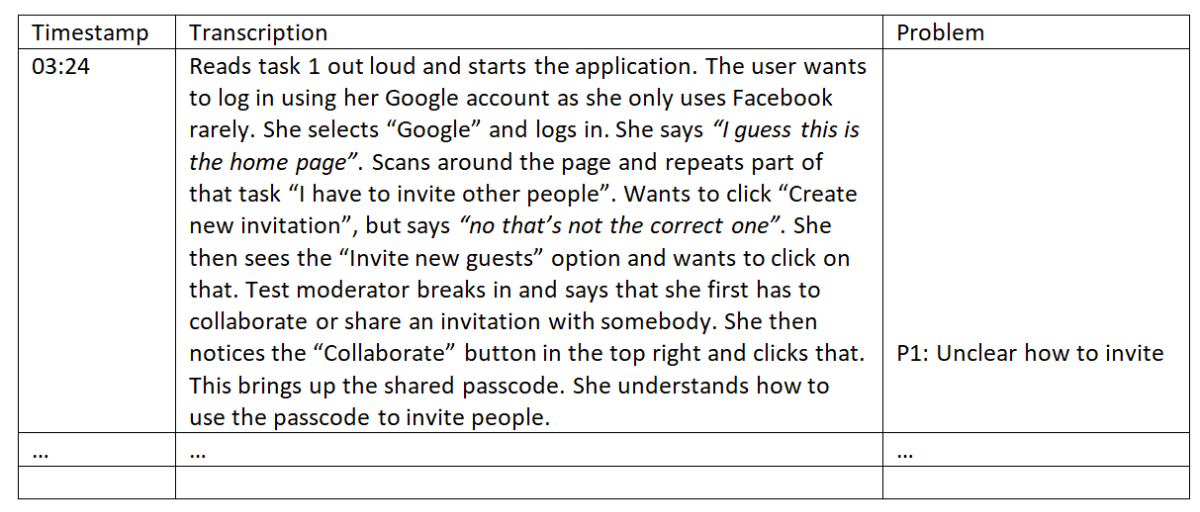 Timestamp Transcription Problem
03:24 Reads task 1 out loud and starts the application. The user wants
to log in using her Google account as she only uses Facebook
rarely. She selects “Google” and logs in. She says “I guess this is
the home page”. Scans around the page and repeats part of
that task “I have to invite other people”. Wants to click “Create
new invitation”, but says “no that’s not the correct one”. She
then sees the “Invite new guests” option and wants to click on
that. Test moderator breaks in and says that she first has to
collaborate or share an invitation with somebody. She then
notices the “Collaborate” button in the top right and clicks that. P1: Unclear how to invite
This brings up the shared passcode. She understands how to
use the passcode to invite people.
... ... ...